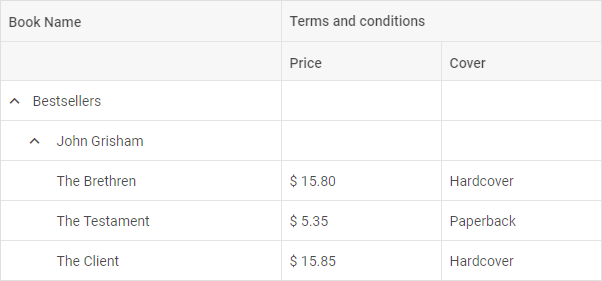 Book Name Terms and conditions
Price Cover
Bestsellers
John Grisham
The Brethren $ 15.80 Hardcover
The Testament $ 5.35 Paperback
The Client $ 15.85 Hardcover